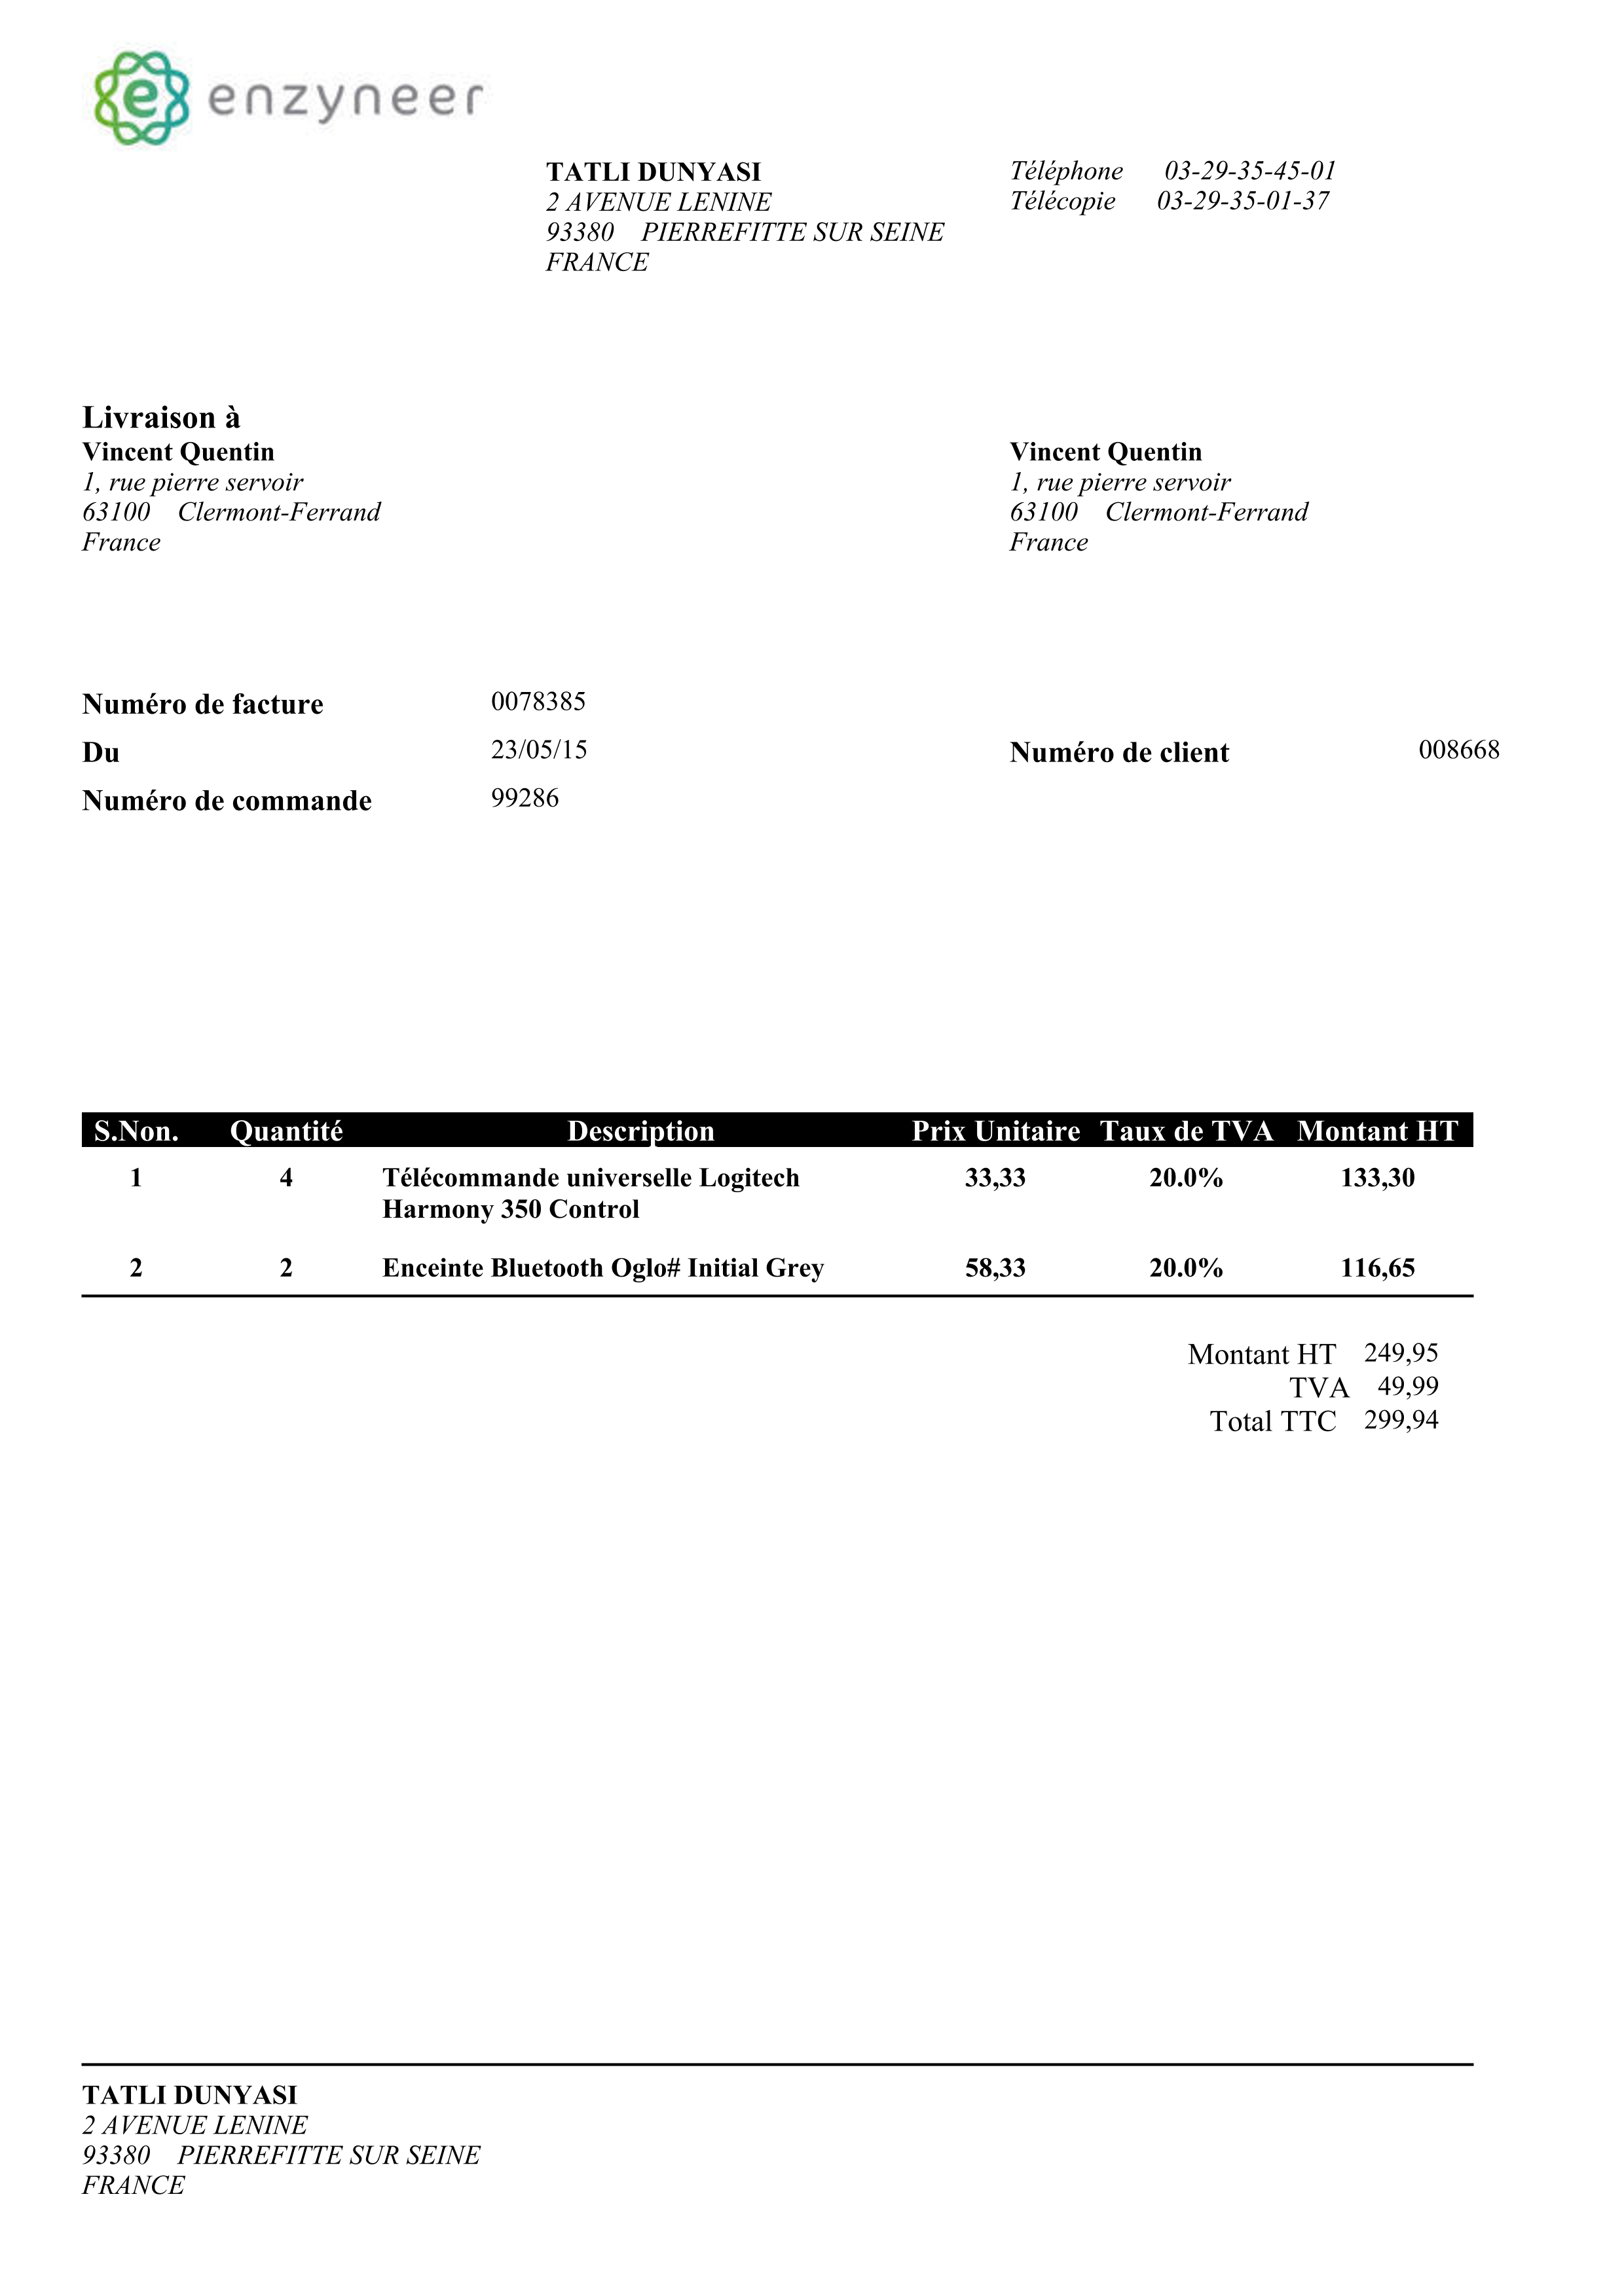 enzyneer
TATLI DUNYASI
2 AVENUE LENINE
93380 PIERREFITTE SUR SEINE
FRANCE
Téléphone 03-29-35-45-01
Télécopie 03-29-35-01-37
Livraison à
Vincent Quentin
1, rue pierre servoir
63100 Clermont-Ferrand
France
Vincent Quentin
1, rue pierre servoir
63100 Clermont-Ferrand
France
Numéro de facture 0078385
Du 23/05/15
Numéro de commande 99286
Numéro de client 008668
S.Non. Quantité Description Prix Unitaire Taux de TVA Montant HT
1 4 Télécommande universelle Logitech 33,33 20.0% 133,30
Harmony 350 Control
2 2 Enceinte Bluetooth Oglo# Initial Grey 58,33 20.0% 116,65
Montant HT 249,95
TVA 49,99
Total TTC 299,94
TATLI DUNYASI
2 AVENUE LENINE
93380 PIERREFITTE SUR SEINE
FRANCE